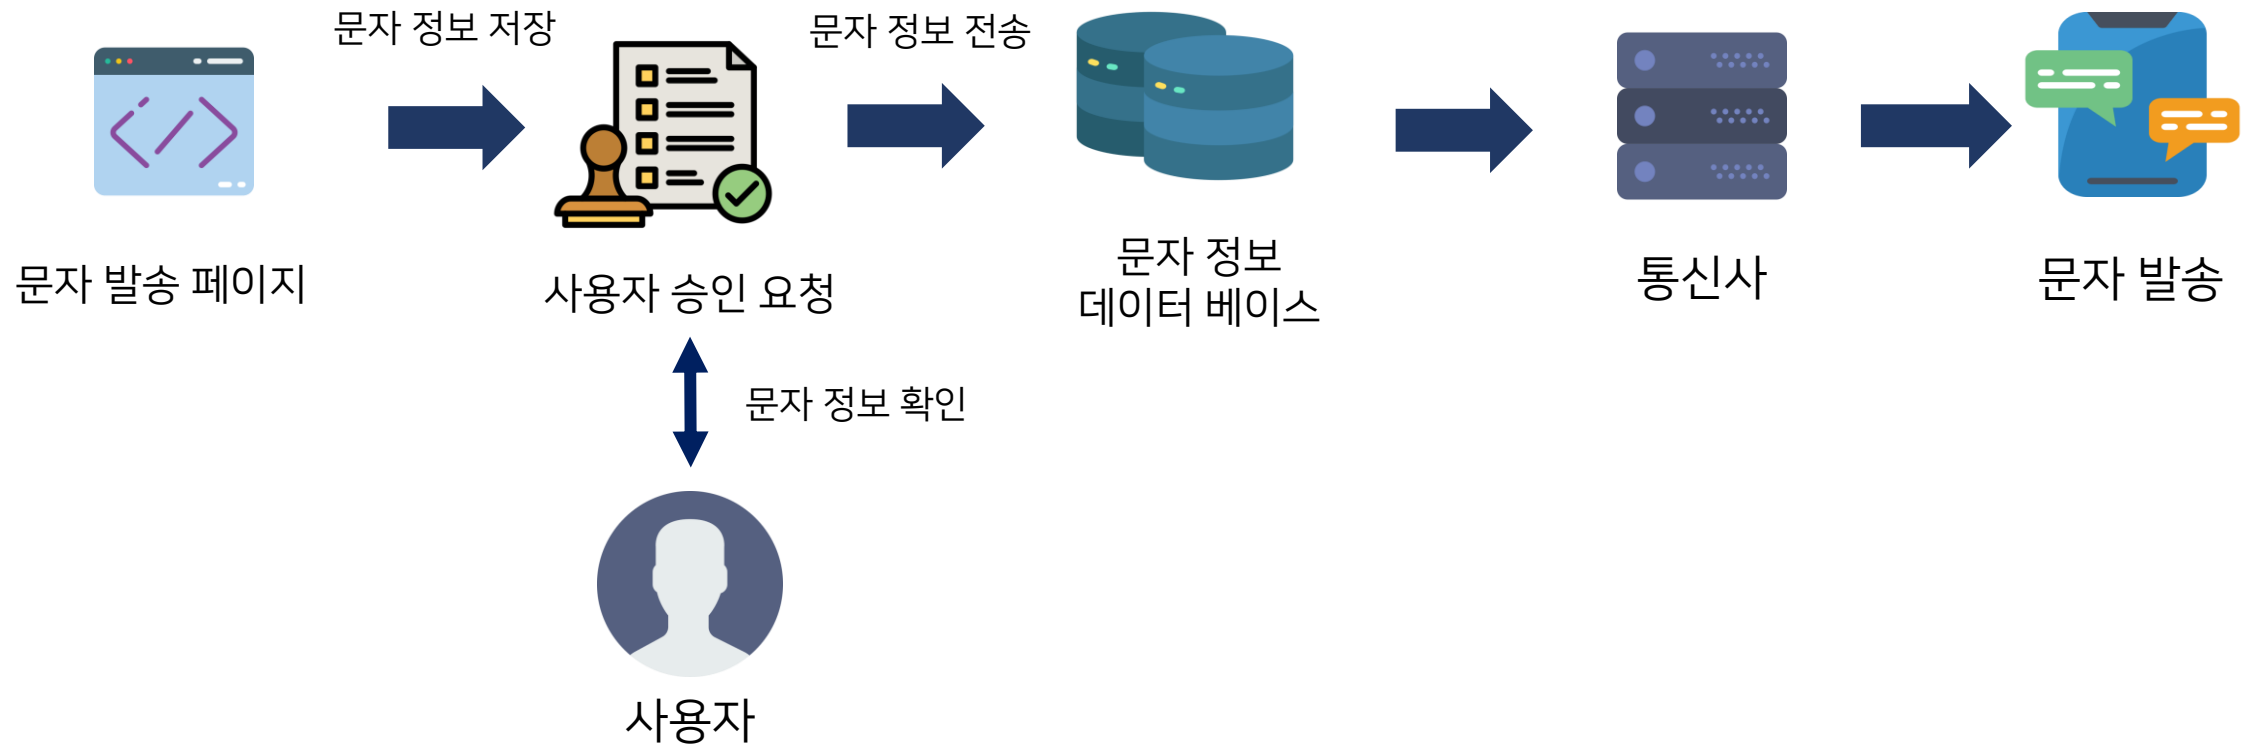 문자 정보 저장
문자 정보 전송
문자 발송 페이지
사용자 승인 요청
문자 정보
데이터 베이스
통신사
문자 발송
문자 정보 확인
사용자